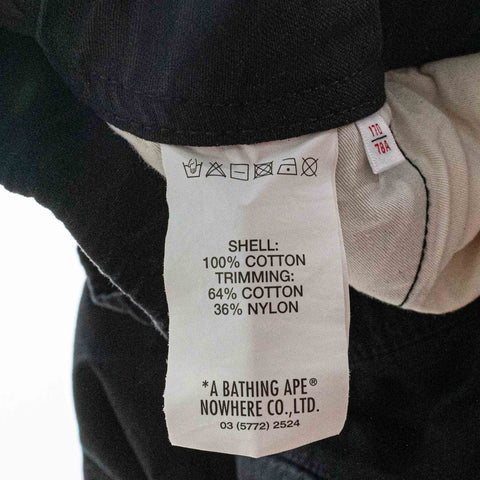 170
78A
SHELL:
100% COTTON
TRIMMING:
64% COTTON
36% NYLON
*A BATHING APE®
NOWHERE CO.,LTD.
03 (5772) 2524